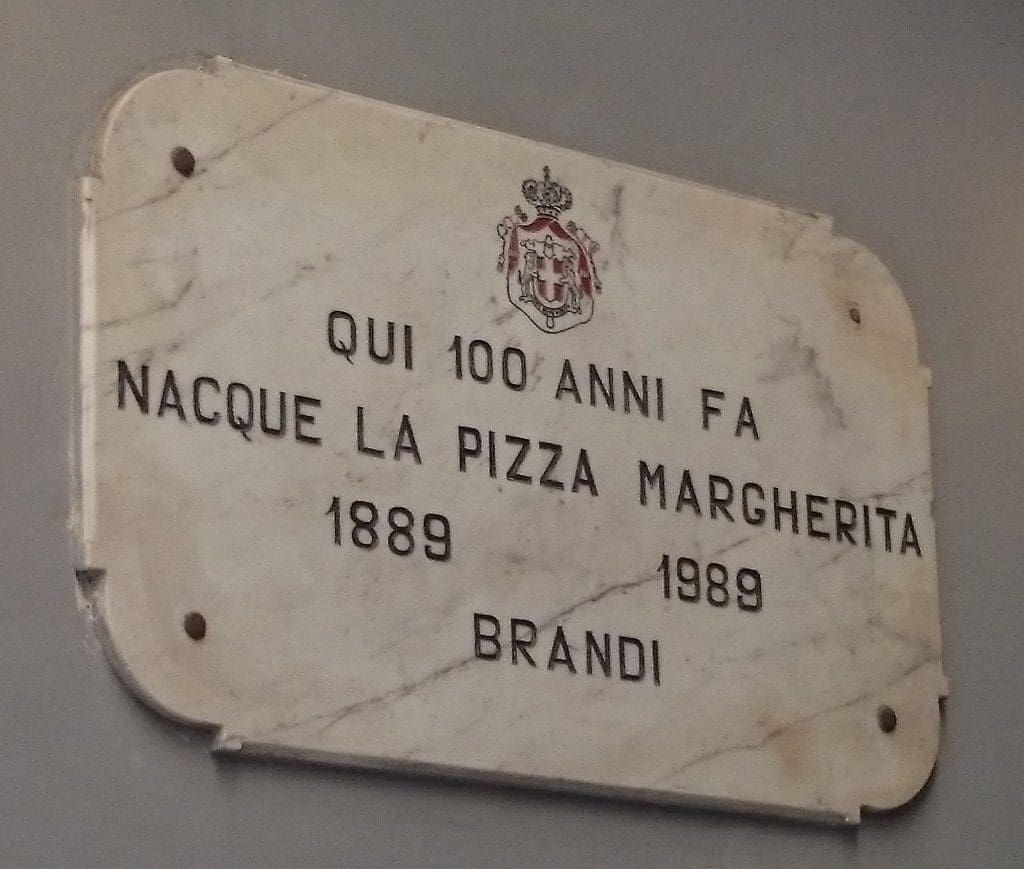 QUI 100 ANNI FA
NACQUE LA PIZZA MARGHERITA
1889 1989
BRANDI